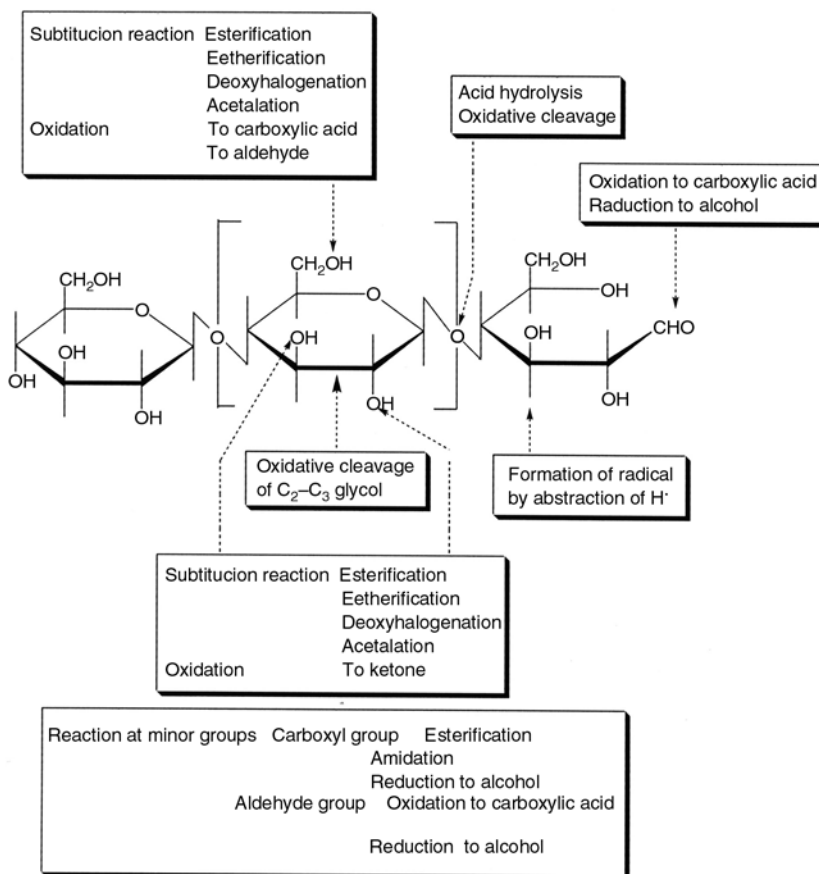 Subtitucion reaction Esterification
Eetherification
Deoxyhalogenation
Acetalation
Oxidation To carboxylic acid
To aldehyde
Acid hydrolysis
Oxidative cleavage
Oxidation to carboxylic acid
Raduction to alcohol
CH₂OH
O
OH
OH
OH
O
CH₂OH
O
OH
OH
O
CH₂OH
OH
OH
CHO
OH
Oxidative cleavage
of C₂–C₃ glycol
Formation of radical
by abstraction of H·
Subtitucion reaction Esterification
Eetherification
Deoxyhalogenation
Acetalation
Oxidation To ketone
Reaction at minor groups Carboxyl group Esterification
Amidation
Reduction to alcohol
Aldehyde group Oxidation to carboxylic acid
Reduction to alcohol